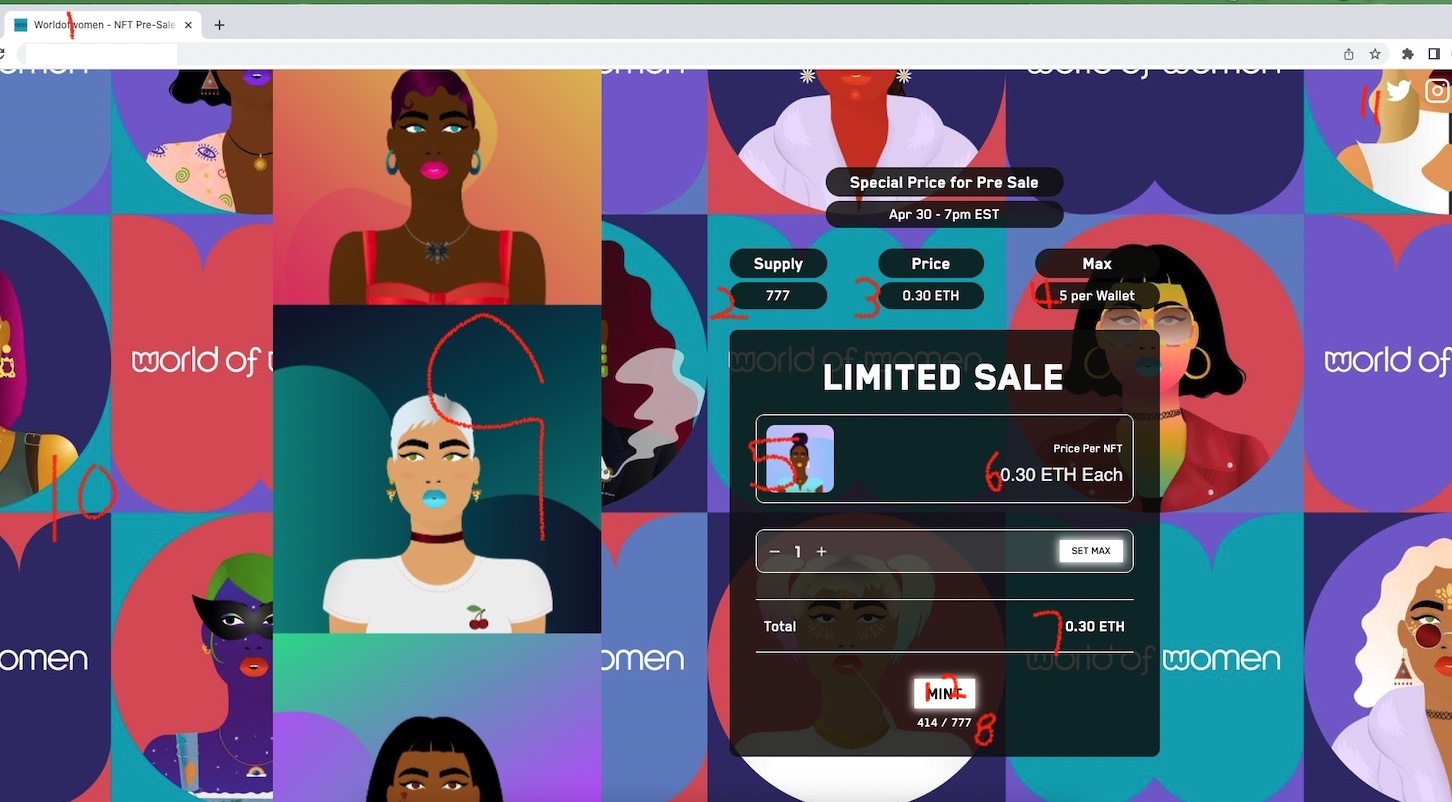 Worldofwomen - NFT Pre-Sale
1
omen
world of women
11
Special Price for Pre Sale
Apr 30 - 7pm EST
Supply
Price
Max
2 777
3 0.30 ETH
4 5 per Wallet
world of
world of women
world of
LIMITED SALE
9
5
Price Per NFT
6 0.30 ETH Each
10
1
SET MAX
Total
7 0.30 ETH
omen
omen
world of women
MINT
12
414 / 777
8